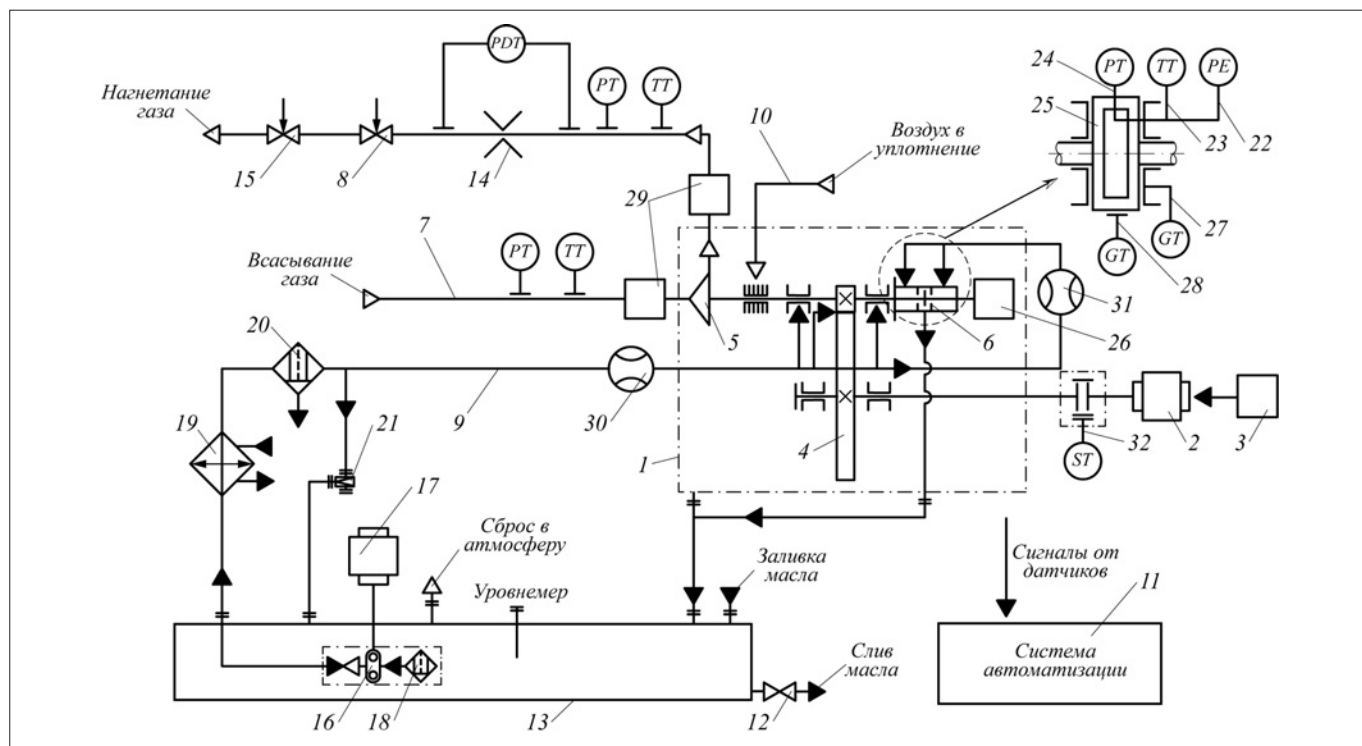 PDT
24
PT
TT
PE
25
Нагнетание
газа
PT
TT
10
Воздух в
уплотнение
23
22
15
8
14
29
27
7
GT
GT
28
Всасывание
газа
PT
TT
31
20
5
6
26
19
9
30
21
1
4
32
2
3
ST
17
Сброс в
атмосферу
Заливка
масла
Сигналы от
датчиков
11
Уровнемер
Система
автоматизации
Слив
масла
16
18
13
12